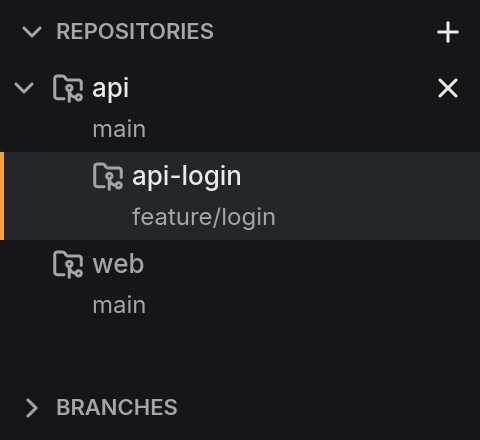 REPOSITORIES
api
main
api-login
feature/login
web
main
BRANCHES